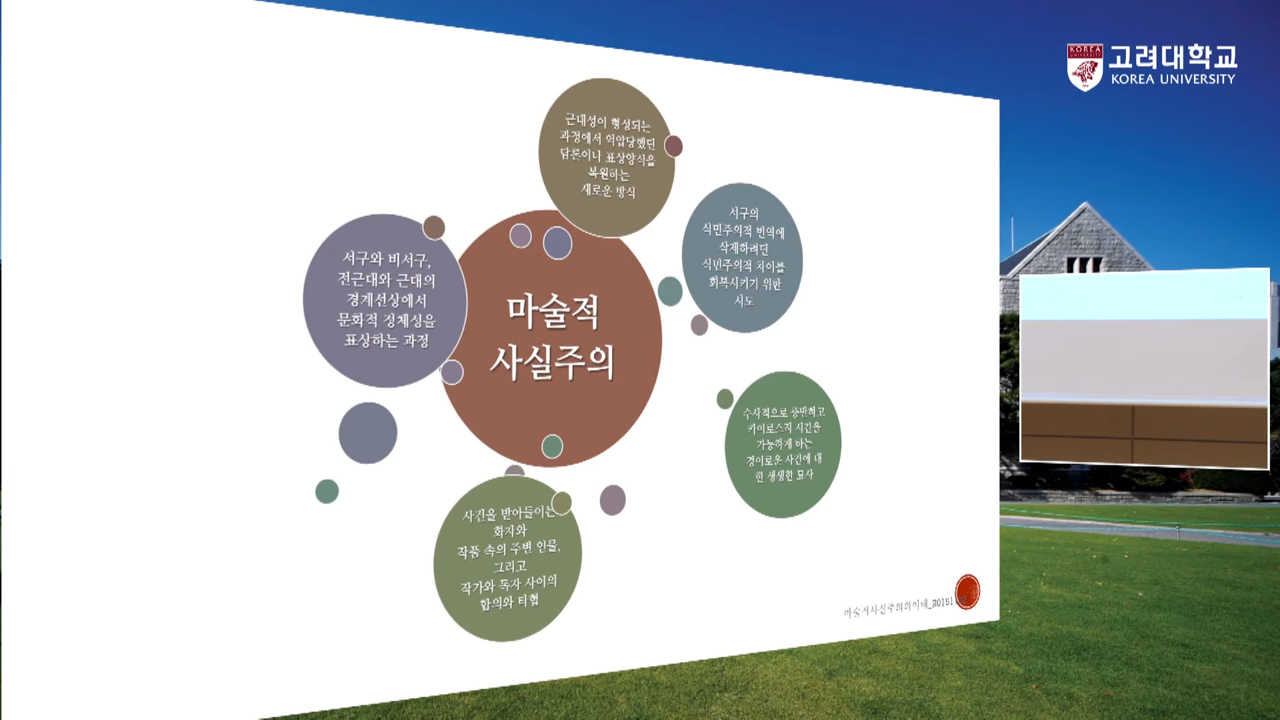 KOREA
고려대학교
KOREA UNIVERSITY
근대성이 형성되는
과정에서 억압당했던
담론이나 표상양식을
복원하는
새로운 방식
서구의
식민주의적 번역에
삭제하려던
식민주의적 차이를
회복시키기 위한
시도
서구와 비서구,
전근대와 근대의
경계선상에서
문화적 정체성을
표상하는 과정
마술적
사실주의
수사적으로 장면하고
카이로스적 시간을
가능하게 하는
경이로운 사건에 대
한 생생한 묘사
사건을 받아들이는
화자와
작품 속의 주변 인물,
그리고
작가와 독자 사이의
합의와 타협